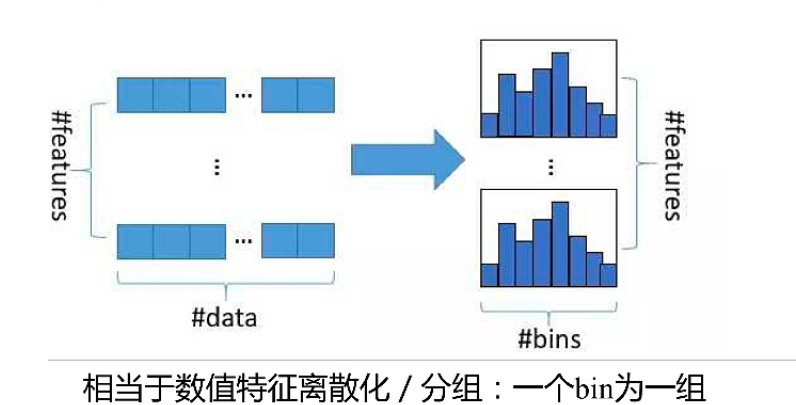 #features
...
...
...
#data
...
...
#bins
#features
相当于数值特征离散化 / 分组：一个bin为一组